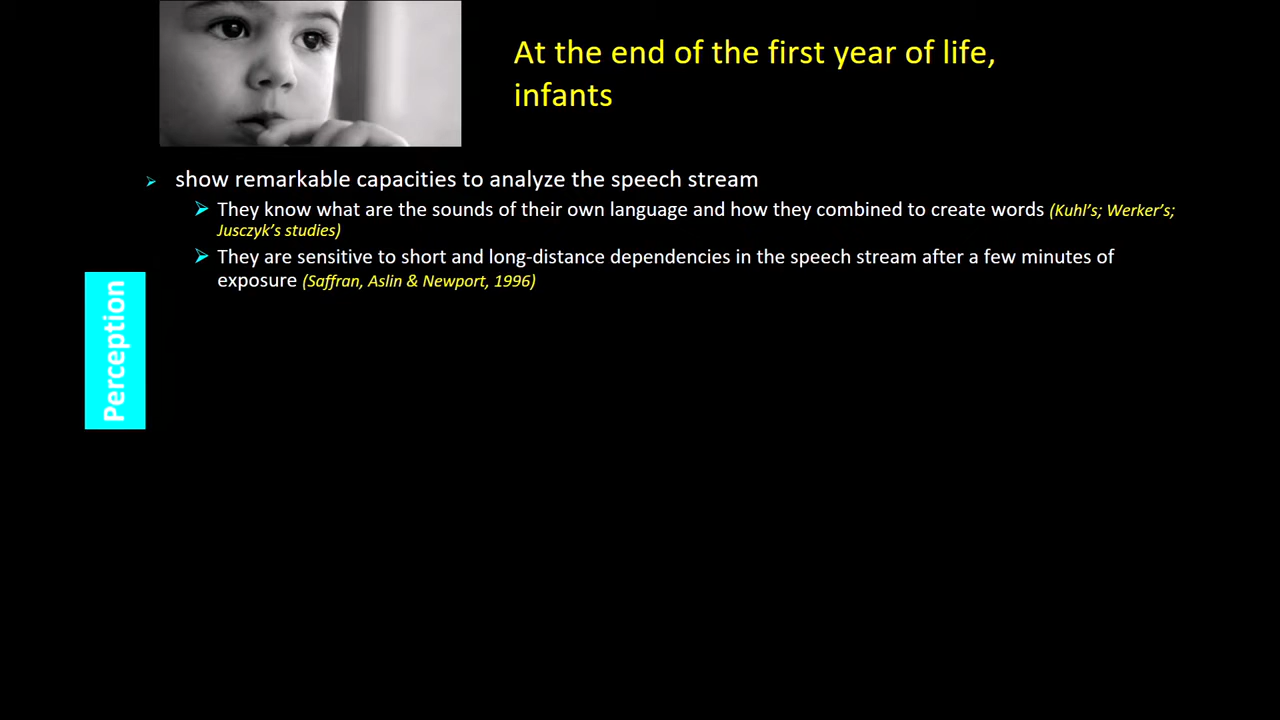 At the end of the first year of life,
infants
➢ show remarkable capacities to analyze the speech stream
➢ They know what are the sounds of their own language and how they combined to create words (Kuhl's; Werker's;
Jusczyk's studies)
➢ They are sensitive to short and long-distance dependencies in the speech stream after a few minutes of
exposure (Saffran, Aslin & Newport, 1996)
Perception